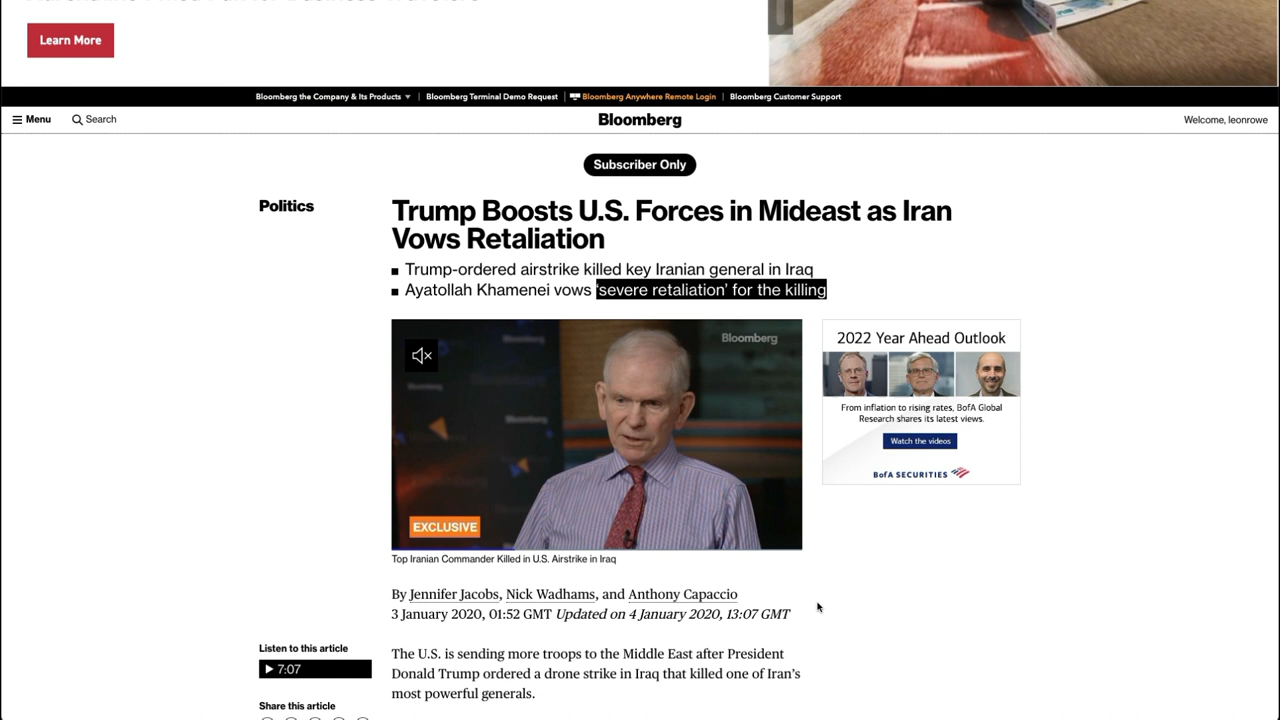 Learn More
Bloomberg the Company & Its Products
Bloomberg Terminal Demo Request
Bloomberg Anywhere Remote Login
Bloomberg Customer Support
Menu
Search
Bloomberg
Welcome, leonrowe
Subscriber Only
Politics
Trump Boosts U.S. Forces in Mideast as Iran
Vows Retaliation
Trump-ordered airstrike killed key Iranian general in Iraq
Ayatollah Khamenei vows ‘severe retaliation’ for the killing
Bloomberg
EXCLUSIVE
Top Iranian Commander Killed in U.S. Airstrike in Iraq
2022 Year Ahead Outlook
From inflation to rising rates, BofA Global
Research shares its latest views.
Watch the videos
BofA SECURITIES
By Jennifer Jacobs, Nick Wadhams, and Anthony Capaccio
3 January 2020, 01:52 GMT Updated on 4 January 2020, 13:07 GMT
Listen to this article
7:07
The U.S. is sending more troops to the Middle East after President
Donald Trump ordered a drone strike in Iraq that killed one of Iran’s
most powerful generals.
Share this article